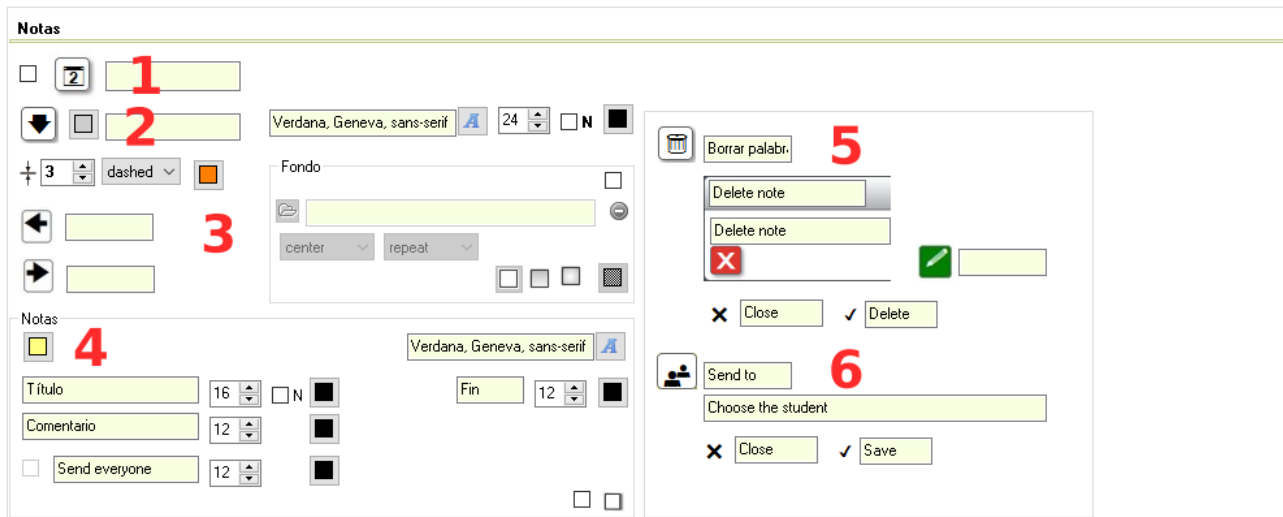 Notas
2 1
2 Verdana, Geneva, sans-serif A 24 N
3 dashed
Fondo
3
center repeat
5
Borrar palabr
Delete note
Delete note
X
Close Delete
Notas
4 Verdana, Geneva, sans-serif A
Título 16 N Fin 12
Comentario 12
Send everyone 12
6
Send to
Choose the student
Close Save